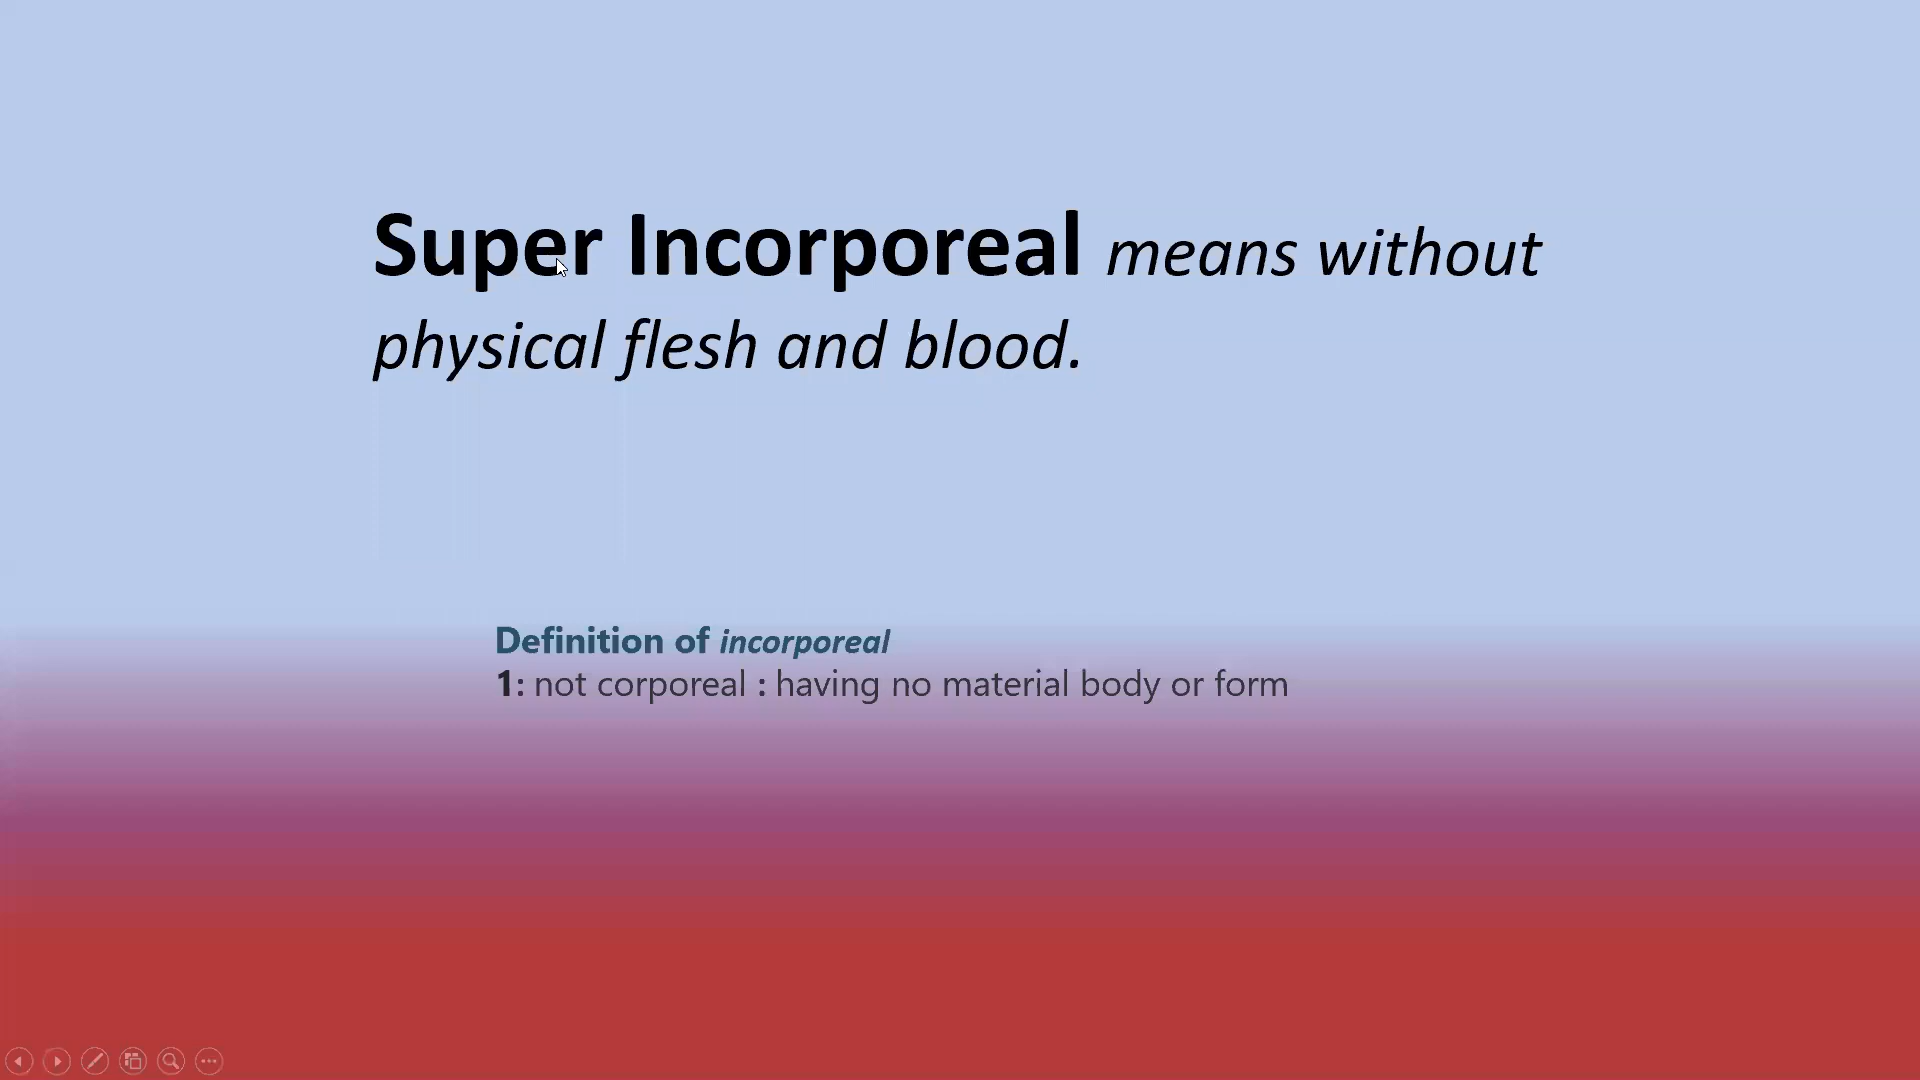 Super Incorporeal means without
physical flesh and blood.
Definition of incorporeal
1: not corporeal : having no material body or form